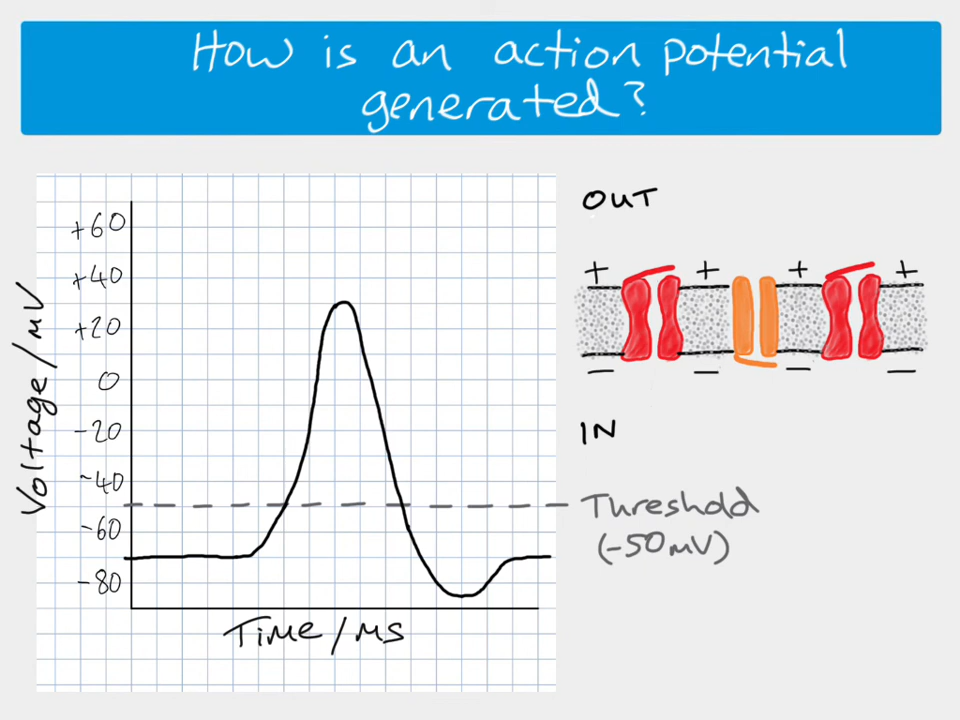 How is an action potential
generated?
OUT
+60
+40
+20
0
-20
-40
-60
-80
Voltage / mV
+ + + +
- - - -
IN
Threshold
(-50mV)
Time / ms